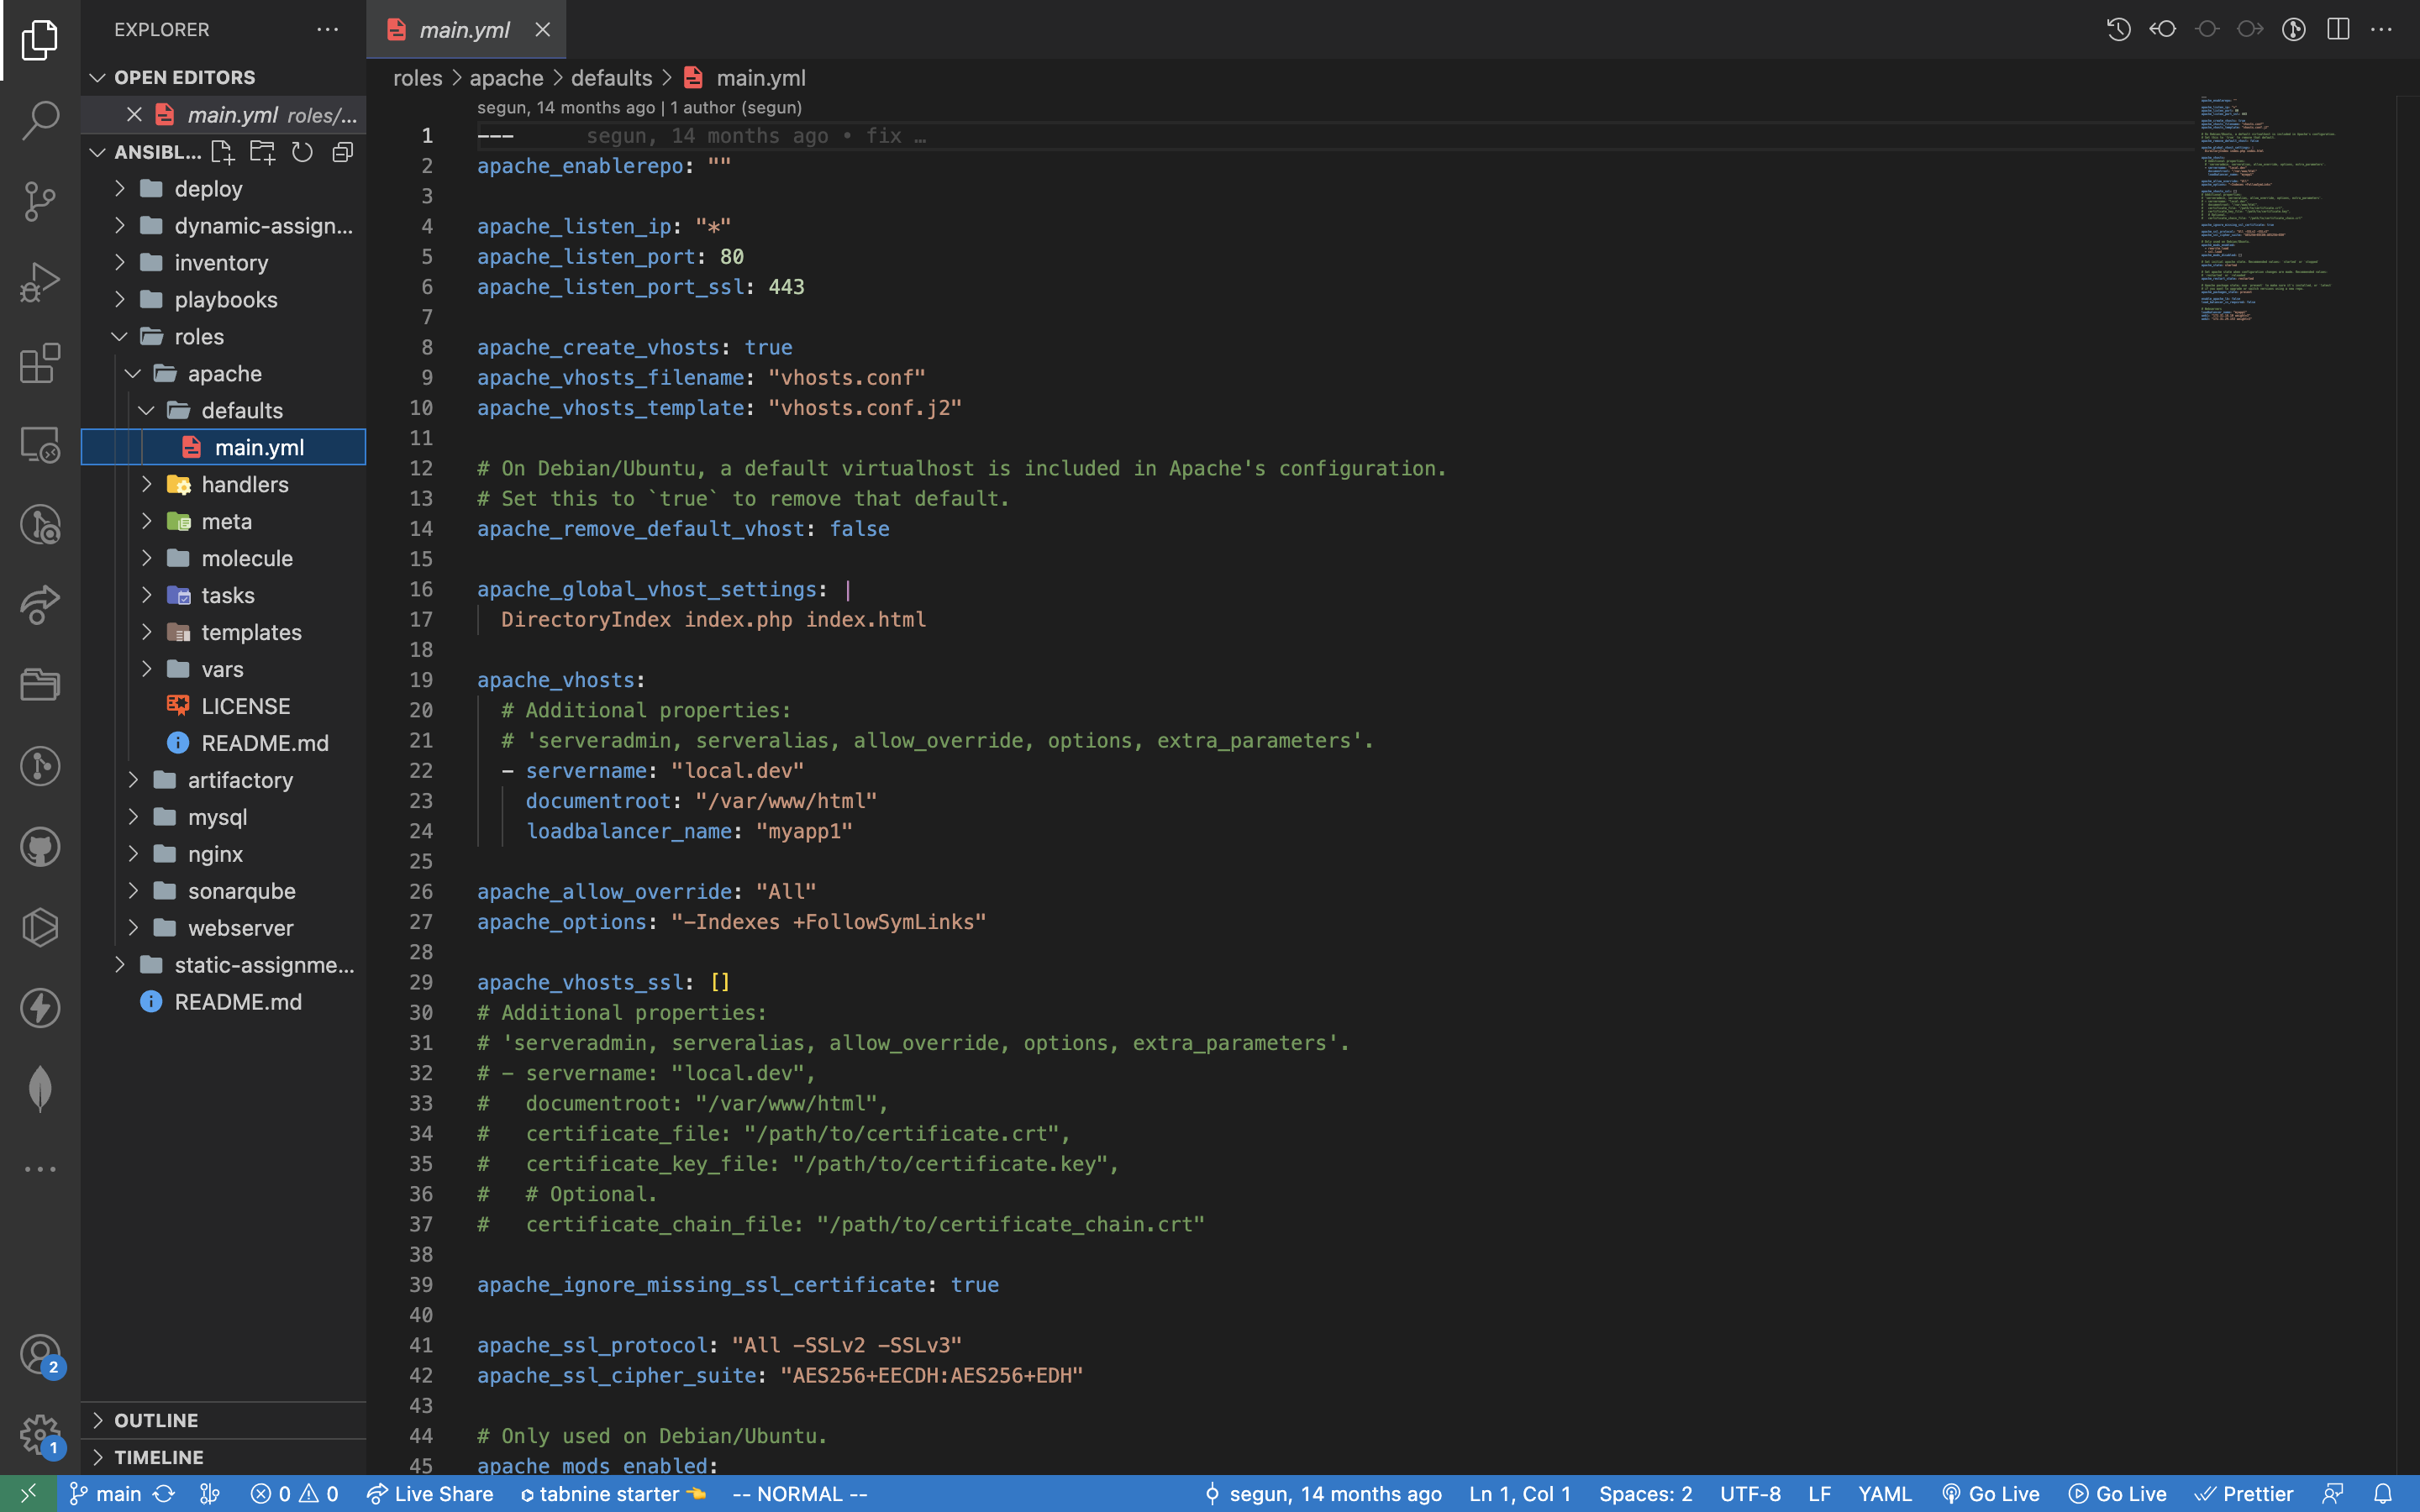 EXPLORER
OPEN EDITORS
main.yml roles/...
ANSIBL...
deploy
dynamic-assign...
inventory
playbooks
roles
apache
defaults
main.yml
handlers
meta
molecule
tasks
templates
vars
LICENSE
README.md
artifactory
mysql
nginx
sonarqube
webserver
static-assignme...
README.md
OUTLINE
TIMELINE
2
1
main.yml
roles > apache > defaults > main.yml
segun, 14 months ago | 1 author (segun)
1 --- segun, 14 months ago • fix …
2 apache_enablerepo: ""
3
4 apache_listen_ip: "*"
5 apache_listen_port: 80
6 apache_listen_port_ssl: 443
7
8 apache_create_vhosts: true
9 apache_vhosts_filename: "vhosts.conf"
10 apache_vhosts_template: "vhosts.conf.j2"
11
12 # On Debian/Ubuntu, a default virtualhost is included in Apache's configuration.
13 # Set this to `true` to remove that default.
14 apache_remove_default_vhost: false
15
16 apache_global_vhost_settings: |
17   DirectoryIndex index.php index.html
18
19 apache_vhosts:
20   # Additional properties:
21   # 'serveradmin, serveralias, allow_override, options, extra_parameters'.
22   - servername: "local.dev"
23     documentroot: "/var/www/html"
24     loadbalancer_name: "myapp1"
25
26 apache_allow_override: "All"
27 apache_options: "-Indexes +FollowSymLinks"
28
29 apache_vhosts_ssl: []
30 # Additional properties:
31 # 'serveradmin, serveralias, allow_override, options, extra_parameters'.
32 # - servername: "local.dev",
33 #   documentroot: "/var/www/html",
34 #   certificate_file: "/path/to/certificate.crt",
35 #   certificate_key_file: "/path/to/certificate.key",
36 #   # Optional.
37 #   certificate_chain_file: "/path/to/certificate_chain.crt"
38
39 apache_ignore_missing_ssl_certificate: true
40
41 apache_ssl_protocol: "All -SSLv2 -SSLv3"
42 apache_ssl_cipher_suite: "AES256+EECDH:AES256+EDH"
43
44 # Only used on Debian/Ubuntu.
45 apache_mods_enabled:
main 0 0 Live Share tabnine starter -- NORMAL -- segun, 14 months ago Ln 1, Col 1 Spaces: 2 UTF-8 LF YAML Go Live Go Live Prettier